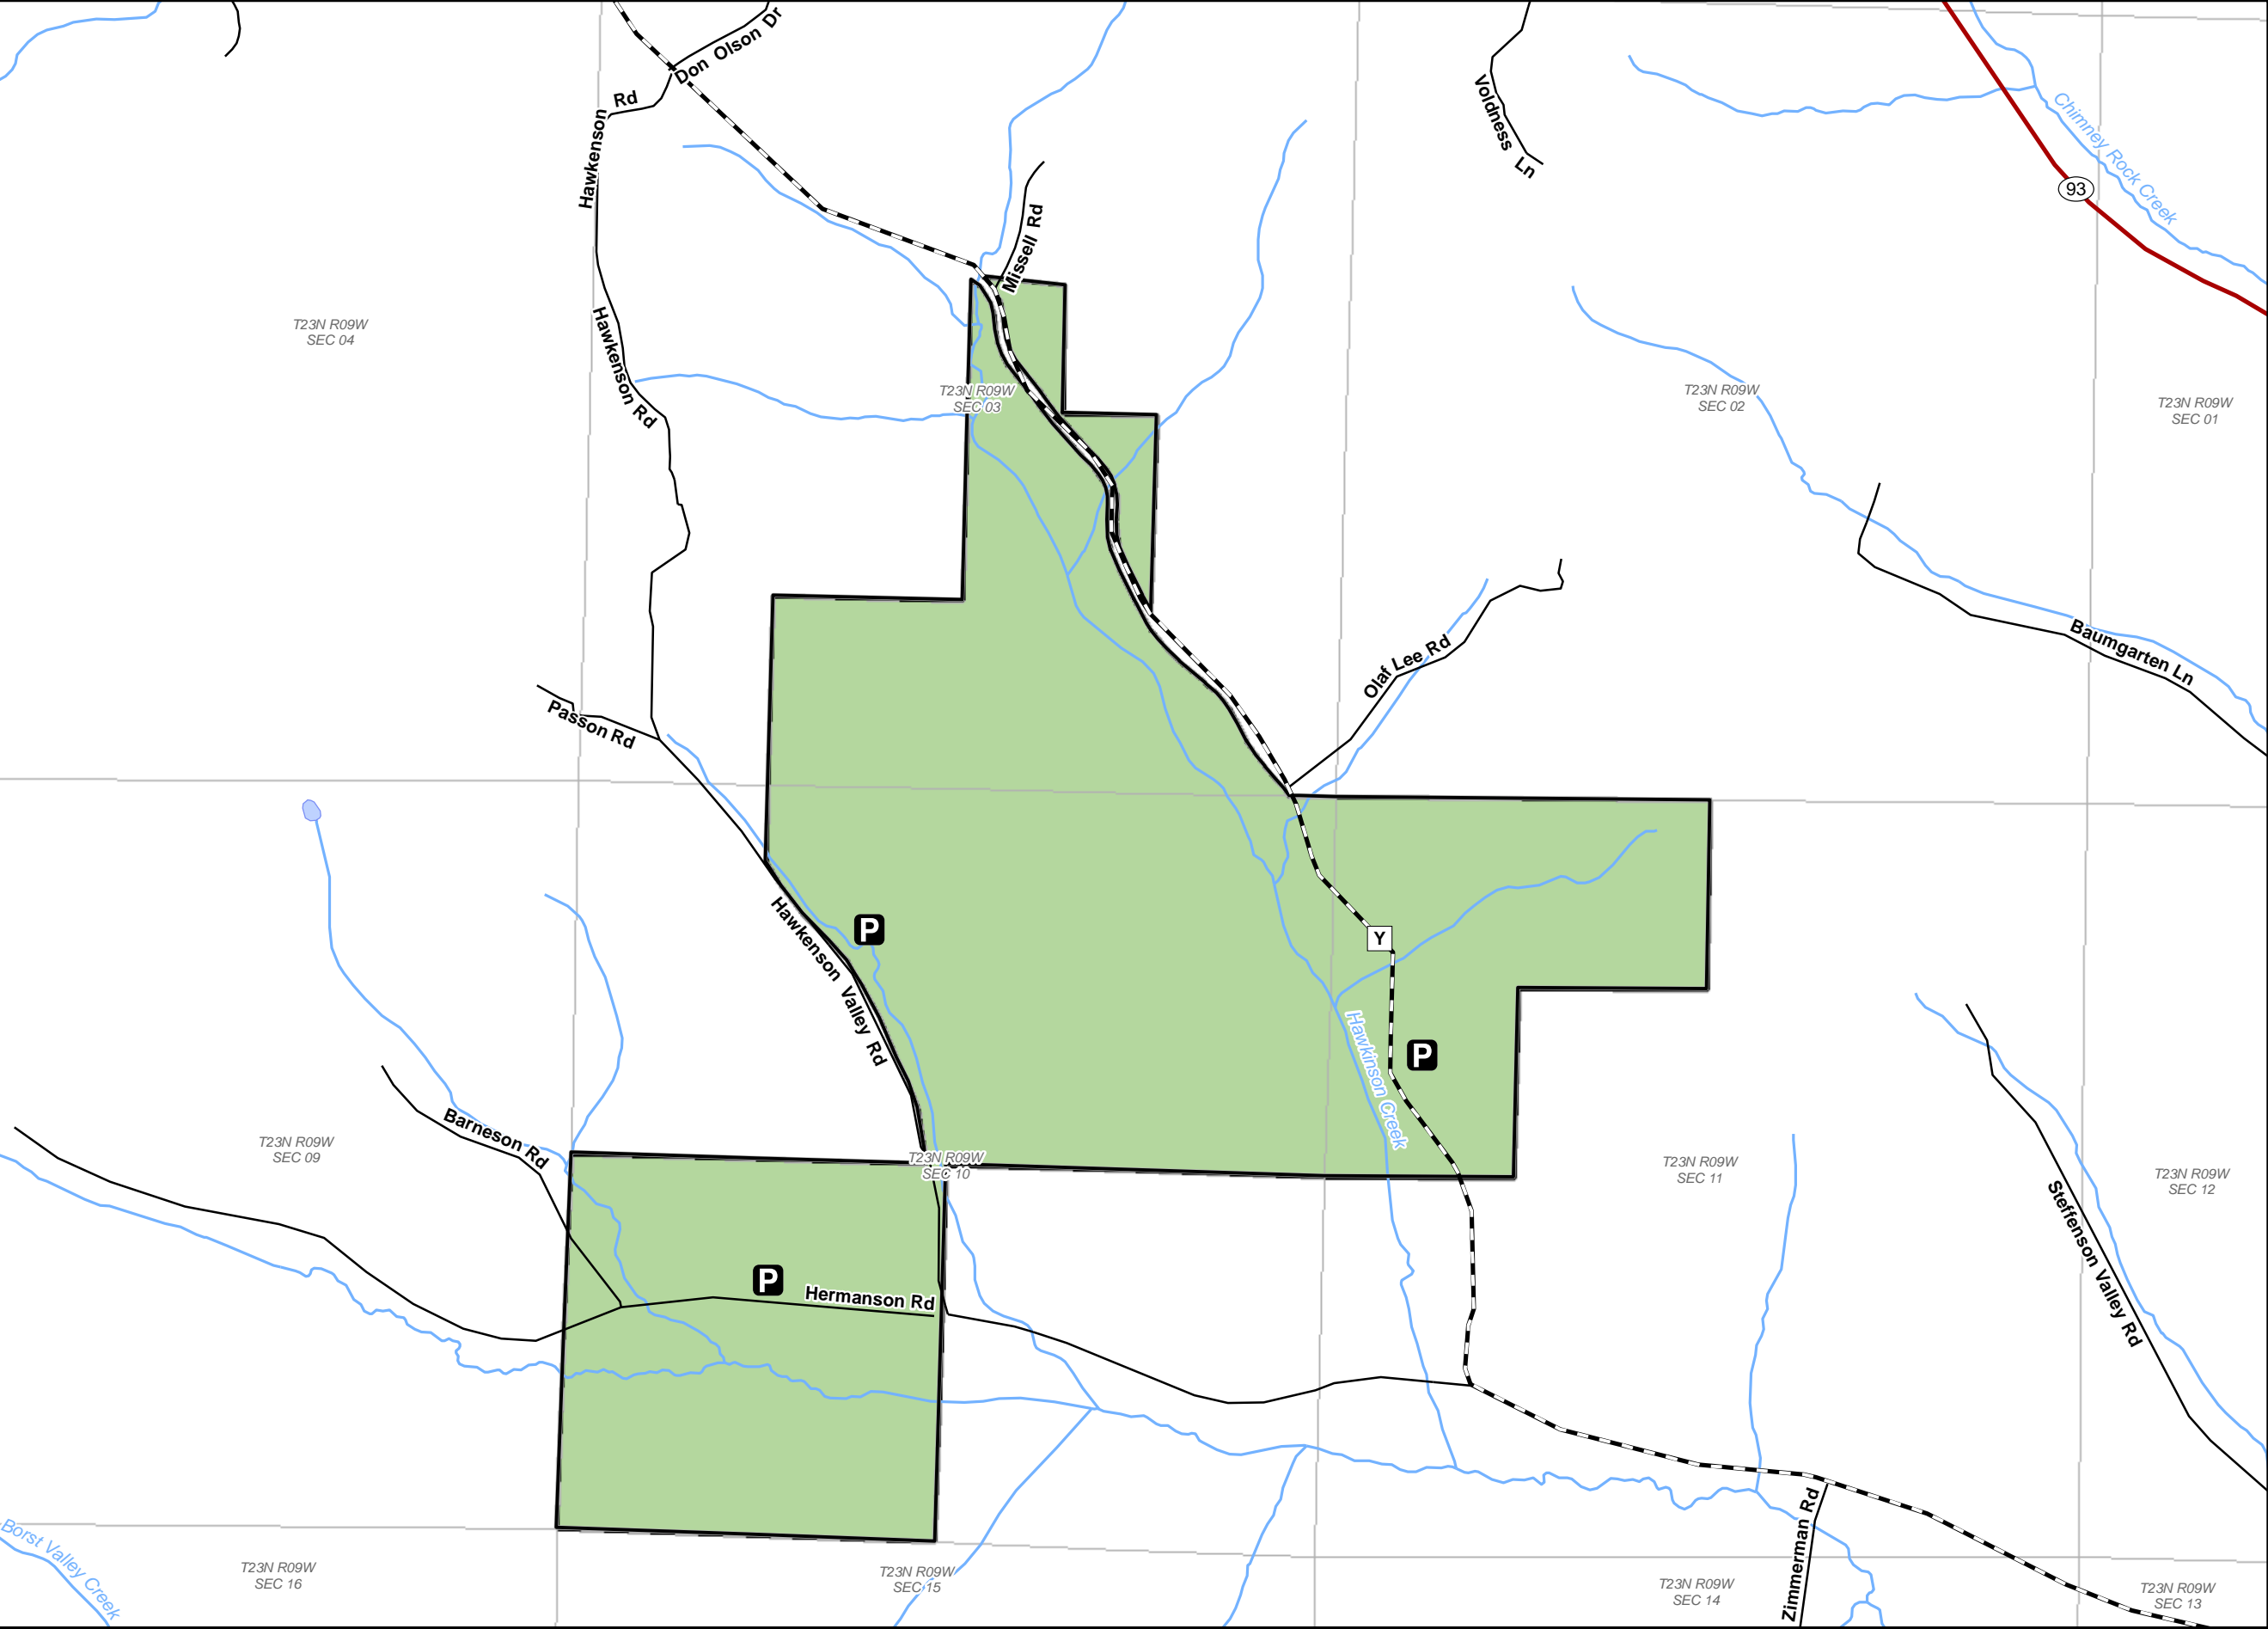 Don Olson Dr
Hawkenson Rd
Voldness Ln
Chimney Rock Creek
93
Missell Rd
T23N R09W
SEC 04
Hawkenson Rd
T23N R09W
SEC 03
T23N R09W
SEC 02
T23N R09W
SEC 01
Olaf Lee Rd
Baumgarten Ln
Passon Rd
P
Hawkenson Valley Rd
Y
Hawkinson Creek
P
Barneson Rd
T23N R09W
SEC 09
T23N R09W
SEC 10
T23N R09W
SEC 11
T23N R09W
SEC 12
Steffenson Valley Rd
P
Hermanson Rd
Zimmerman Rd
Borst Valley Creek
T23N R09W
SEC 16
T23N R09W
SEC 15
T23N R09W
SEC 14
T23N R09W
SEC 13